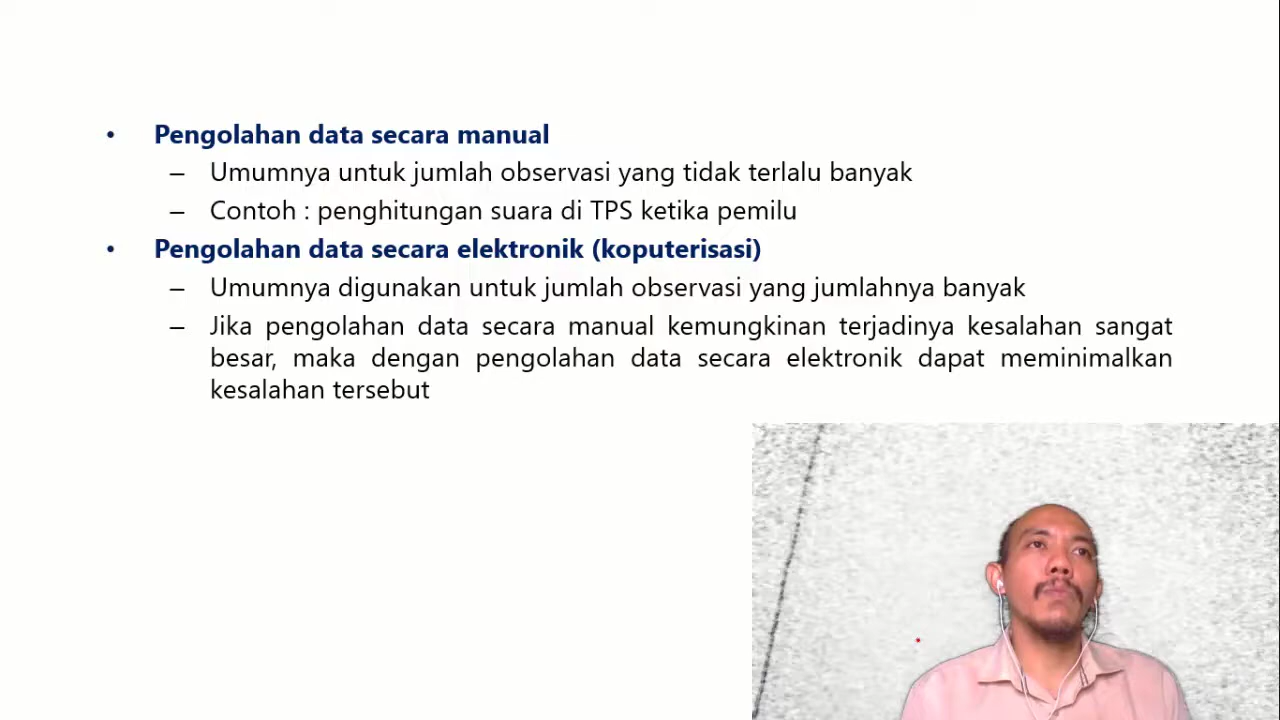 • Pengolahan data secara manual
– Umumnya untuk jumlah observasi yang tidak terlalu banyak
– Contoh : penghitungan suara di TPS ketika pemilu
• Pengolahan data secara elektronik (koputerisasi)
– Umumnya digunakan untuk jumlah observasi yang jumlahnya banyak
– Jika pengolahan data secara manual kemungkinan terjadinya kesalahan sangat
besar, maka dengan pengolahan data secara elektronik dapat meminimalkan
kesalahan tersebut